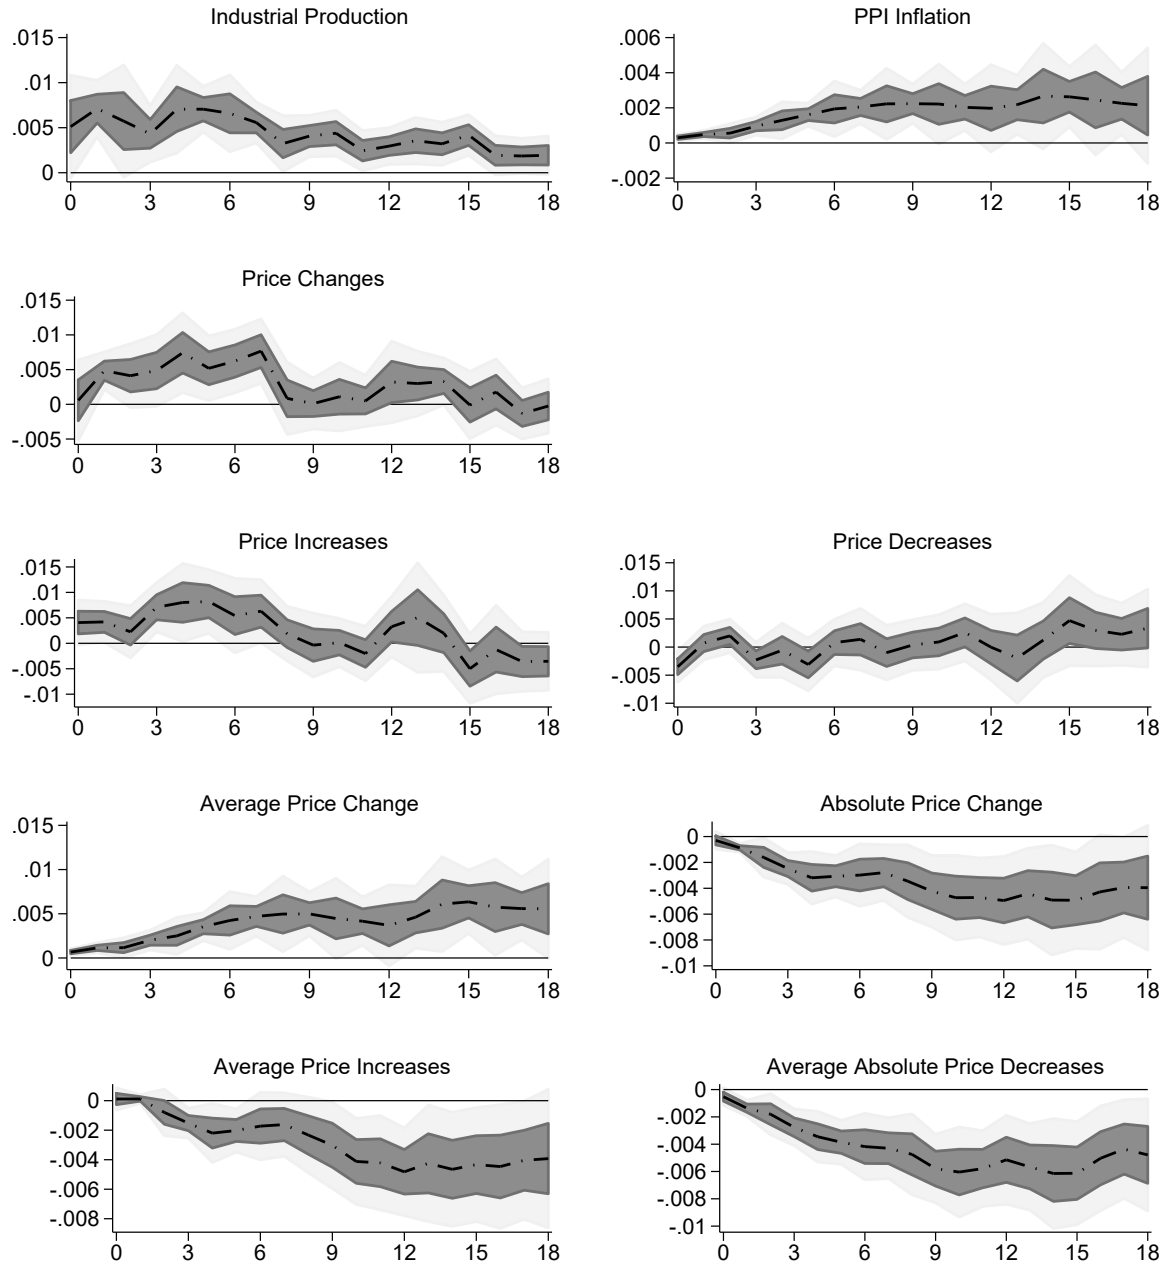 Industrial Production
.015
.01
.005
0
0 3 6 9 12 15 18
PPI Inflation
.006
.004
.002
0
-.002
0 3 6 9 12 15 18
Price Changes
.015
.01
.005
0
-.005
0 3 6 9 12 15 18
Price Increases
.015
.01
.005
0
-.005
-.01
0 3 6 9 12 15 18
Price Decreases
.015
.01
.005
0
-.005
-.01
0 3 6 9 12 15 18
Average Price Change
.015
.01
.005
0
0 3 6 9 12 15 18
Absolute Price Change
0
-.002
-.004
-.006
-.008
-.01
0 3 6 9 12 15 18
Average Price Increases
0
-.002
-.004
-.006
-.008
0 3 6 9 12 15 18
Average Absolute Price Decreases
0
-.002
-.004
-.006
-.008
-.01
0 3 6 9 12 15 18